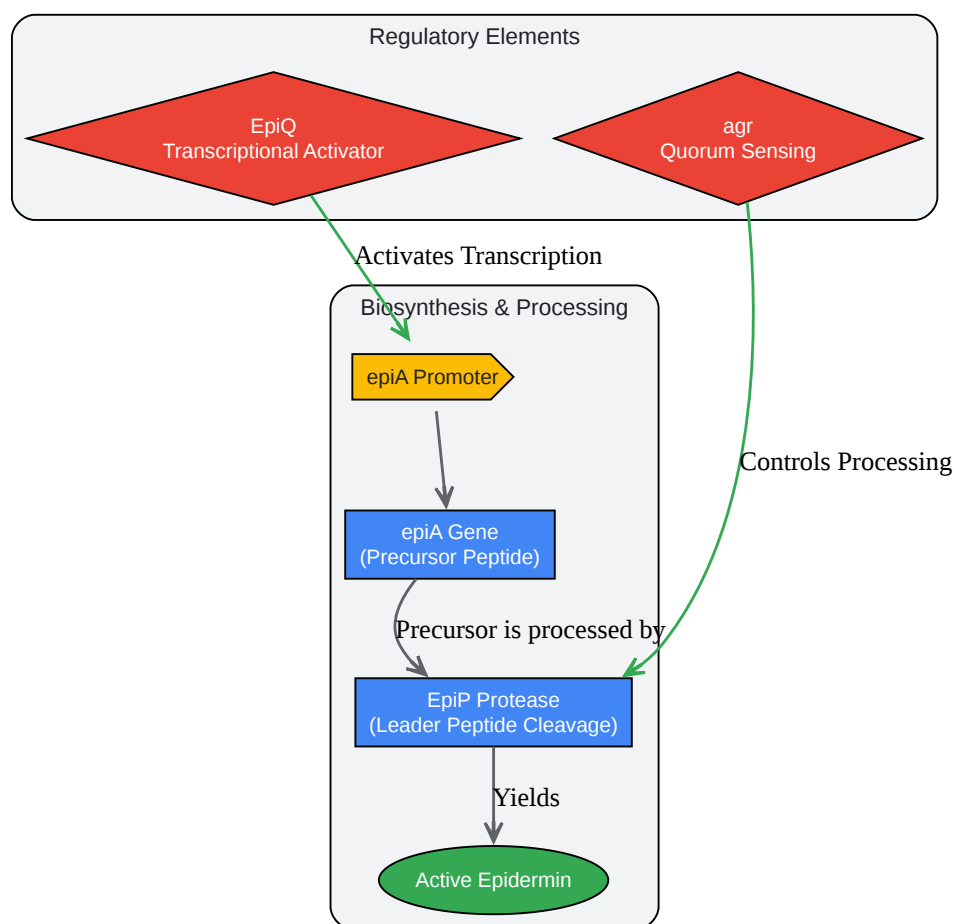 Regulatory Elements
EpiQ
Transcriptional Activator
agr
Quorum Sensing
Activates Transcription
Biosynthesis & Processing
epiA Promoter
Controls Processing
epiA Gene
(Precursor Peptide)
Precursor is processed by
EpiP Protease
(Leader Peptide Cleavage)
Yields
Active Epidermin